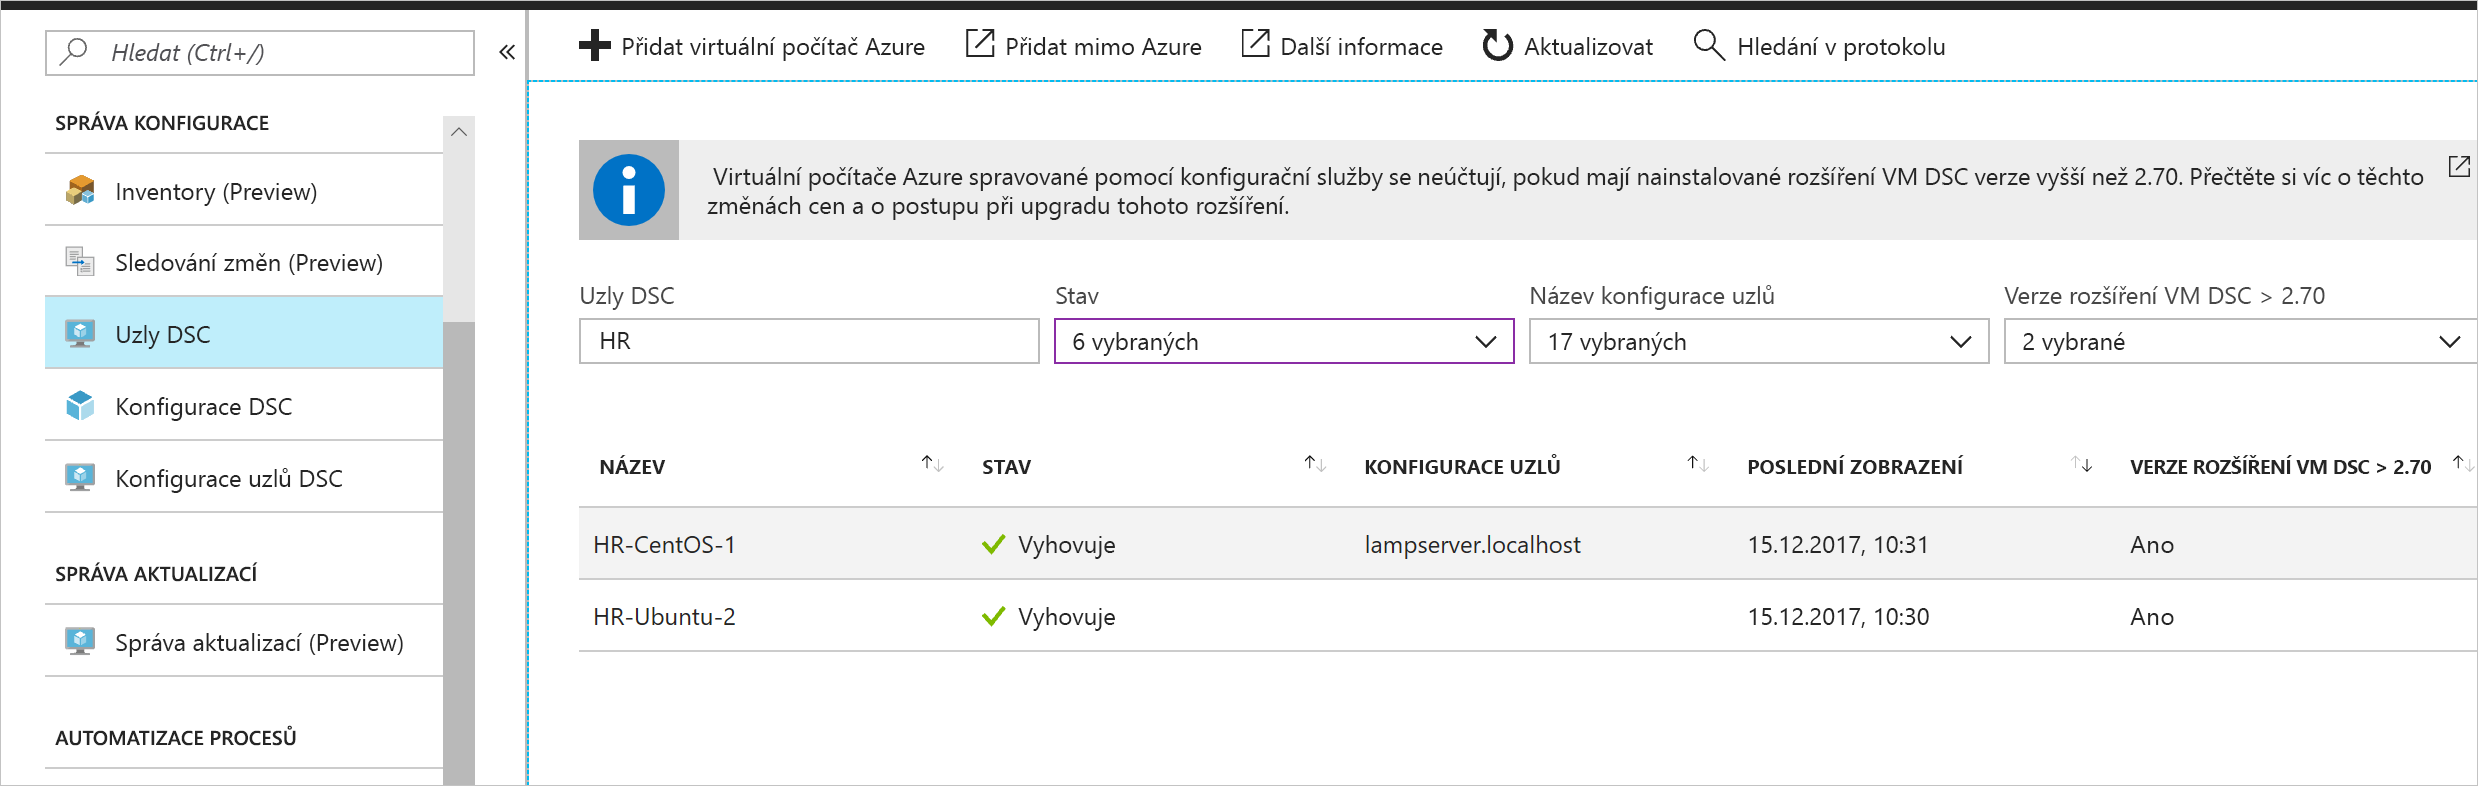 Hledat (Ctrl+/)
SPRÁVA KONFIGURACE
Inventory (Preview)
Sledování změn (Preview)
Uzly DSC
Konfigurace DSC
Konfigurace uzlů DSC
SPRÁVA AKTUALIZACÍ
Správa aktualizací (Preview)
AUTOMATIZACE PROCESŮ
Přidat virtuální počítač Azure Přidat mimo Azure Další informace Aktualizovat Hledání v protokolu
Virtuální počítače Azure spravované pomocí konfigurační služby se neúčtují, pokud mají nainstalované rozšíření VM DSC verze vyšší než 2.70. Přečtěte si víc o těchto
změnách cen a o postupu při upgradu tohoto rozšíření.
Uzly DSC Stav Název konfigurace uzlů Verze rozšíření VM DSC > 2.70
HR 6 vybraných 17 vybraných 2 vybrané
NÁZEV STAV KONFIGURACE UZLŮ POSLEDNÍ ZOBRAZENÍ VERZE ROZŠÍŘENÍ VM DSC > 2.70
HR-CentOS-1 Vyhovuje lampserver.localhost 15.12.2017, 10:31 Ano
HR-Ubuntu-2 Vyhovuje 15.12.2017, 10:30 Ano